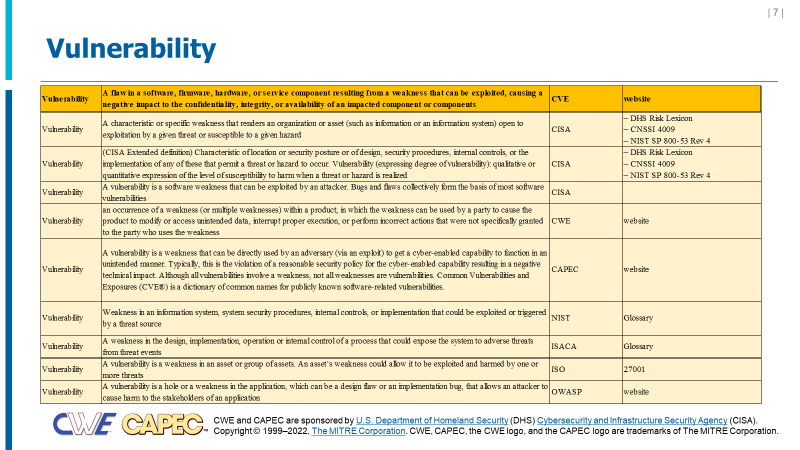 | 7 |
Vulnerability
Vulnerability
A flaw in a software, firmware, hardware, or service component resulting from a weakness that can be exploited, causing a
negative impact to the confidentiality, integrity, or availability of an impacted component or components
CVE
website
Vulnerability
A characteristic or specific weakness that renders an organization or asset (such as information or an information system) open to
exploitation by a given threat or susceptible to a given hazard
CISA
– DHS Risk Lexicon
– CNSSI 4009
– NIST SP 800-53 Rev 4
Vulnerability
(CISA Extended definition) Characteristic of location or security posture or of design, security procedures, internal controls, or the
implementation of any of these that permit a threat or hazard to occur. Vulnerability (expressing degree of vulnerability): qualitative or
quantitative expression of the level of susceptibility to harm when a threat or hazard is realized
CISA
– DHS Risk Lexicon
– CNSSI 4009
– NIST SP 800-53 Rev 4
Vulnerability
A vulnerability is a software weakness that can be exploited by an attacker. Bugs and flaws collectively form the basis of most software
vulnerabilities
CISA
Vulnerability
an occurrence of a weakness (or multiple weaknesses) within a product, in which the weakness can be used by a party to cause the
product to modify or access unintended data, interrupt proper execution, or perform incorrect actions that were not specifically granted
to the party who uses the weakness
CWE
website
Vulnerability
A vulnerability is a weakness that can be directly used by an adversary (via an exploit) to get a cyber-enabled capability to function in an
unintended manner. Typically, this is the violation of a reasonable security policy for the cyber-enabled capability resulting in a negative
technical impact. Although all vulnerabilities involve a weakness, not all weaknesses are vulnerabilities. Common Vulnerabilities and
Exposures (CVE®) is a dictionary of common names for publicly known software-related vulnerabilities.
CAPEC
website
Vulnerability
Weakness in an information system, system security procedures, internal controls, or implementation that could be exploited or triggered
by a threat source
NIST
Glossary
Vulnerability
A weakness in the design, implementation, operation or internal control of a process that could expose the system to adverse threats
from threat events
ISACA
Glossary
Vulnerability
A vulnerability is a weakness in an asset or group of assets. An asset's weakness could allow it to be exploited and harmed by one or
more threats
ISO
27001
Vulnerability
A vulnerability is a hole or a weakness in the application, which can be a design flaw or an implementation bug, that allows an attacker to
cause harm to the stakeholders of an application
OWASP
website
CWE CAPEC
CWE and CAPEC are sponsored by U.S. Department of Homeland Security (DHS) Cybersecurity and Infrastructure Security Agency (CISA).
Copyright © 1999–2022, The MITRE Corporation. CWE, CAPEC, the CWE logo, and the CAPEC logo are trademarks of The MITRE Corporation.